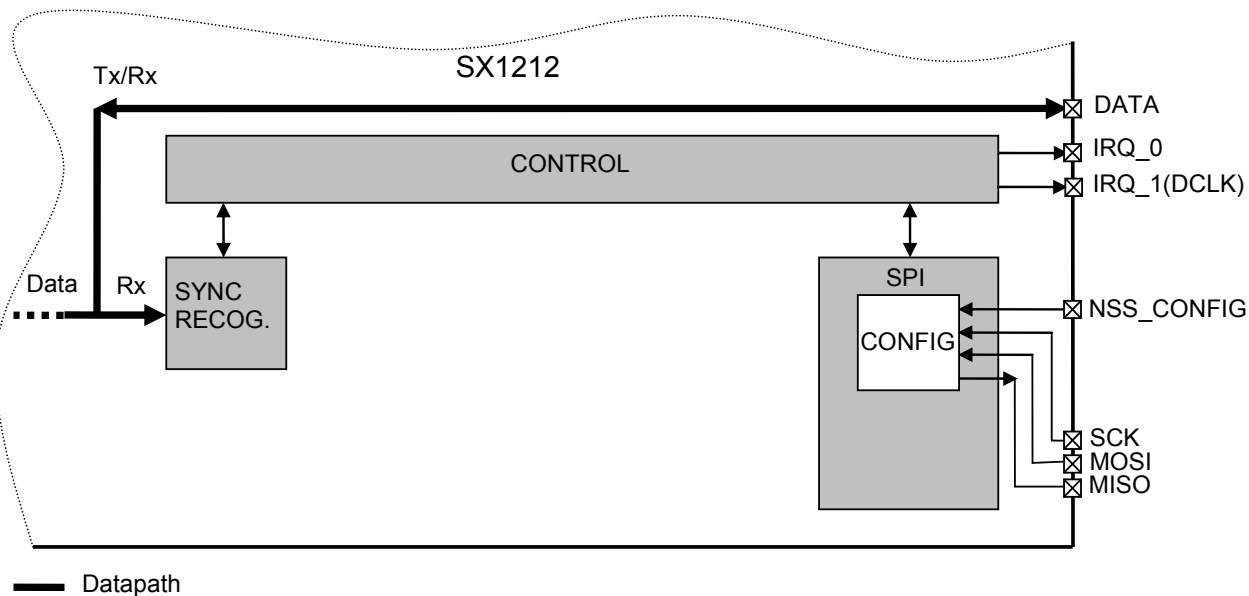 SX1212
Tx/Rx
DATA
IRQ_0
CONTROL
IRQ_1(DCLK)
Data
Rx
SYNC
RECOG.
SPI
NSS_CONFIG
CONFIG
SCK
MOSI
MISO
Datapath